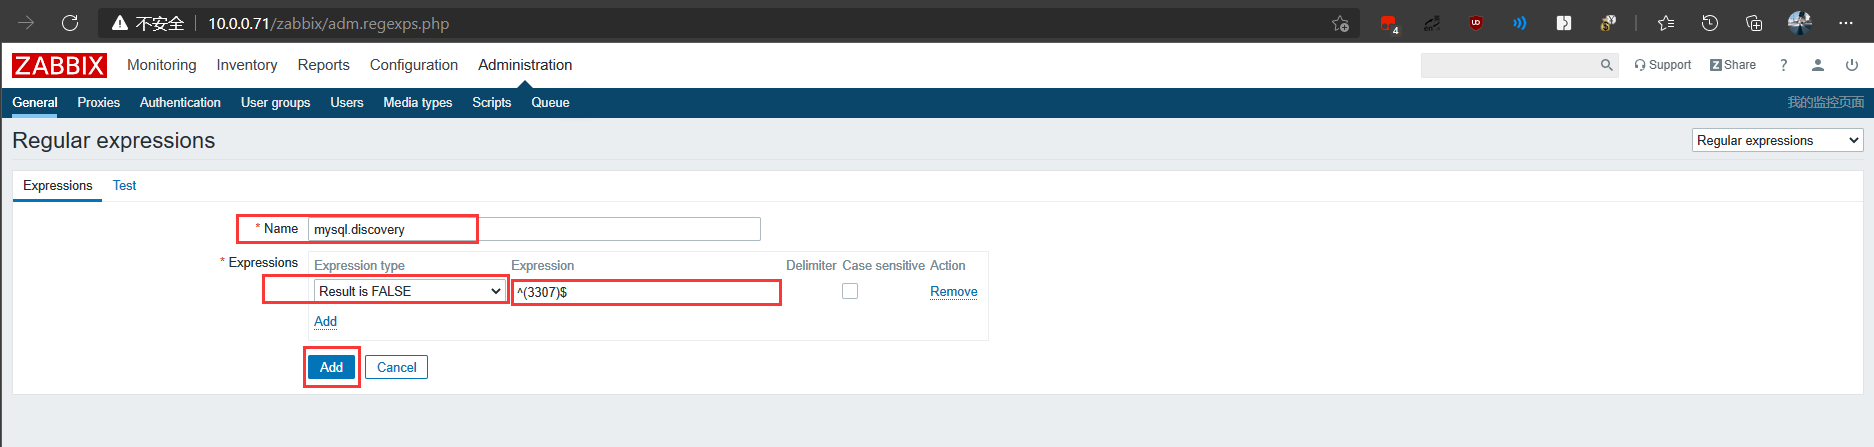 不安全 10.0.0.71/zabbix/adm.regexps.php
4
en
UD
ZABBIX Monitoring Inventory Reports Configuration Administration Support Z Share ?
General Proxies Authentication User groups Users Media types Scripts Queue 我的监控页面
Regular expressions Regular expressions
Expressions Test
* Name mysql.discovery
* Expressions Expression type Expression Delimiter Case sensitive Action
Result is FALSE ^(3307)$ Remove
Add
Add Cancel